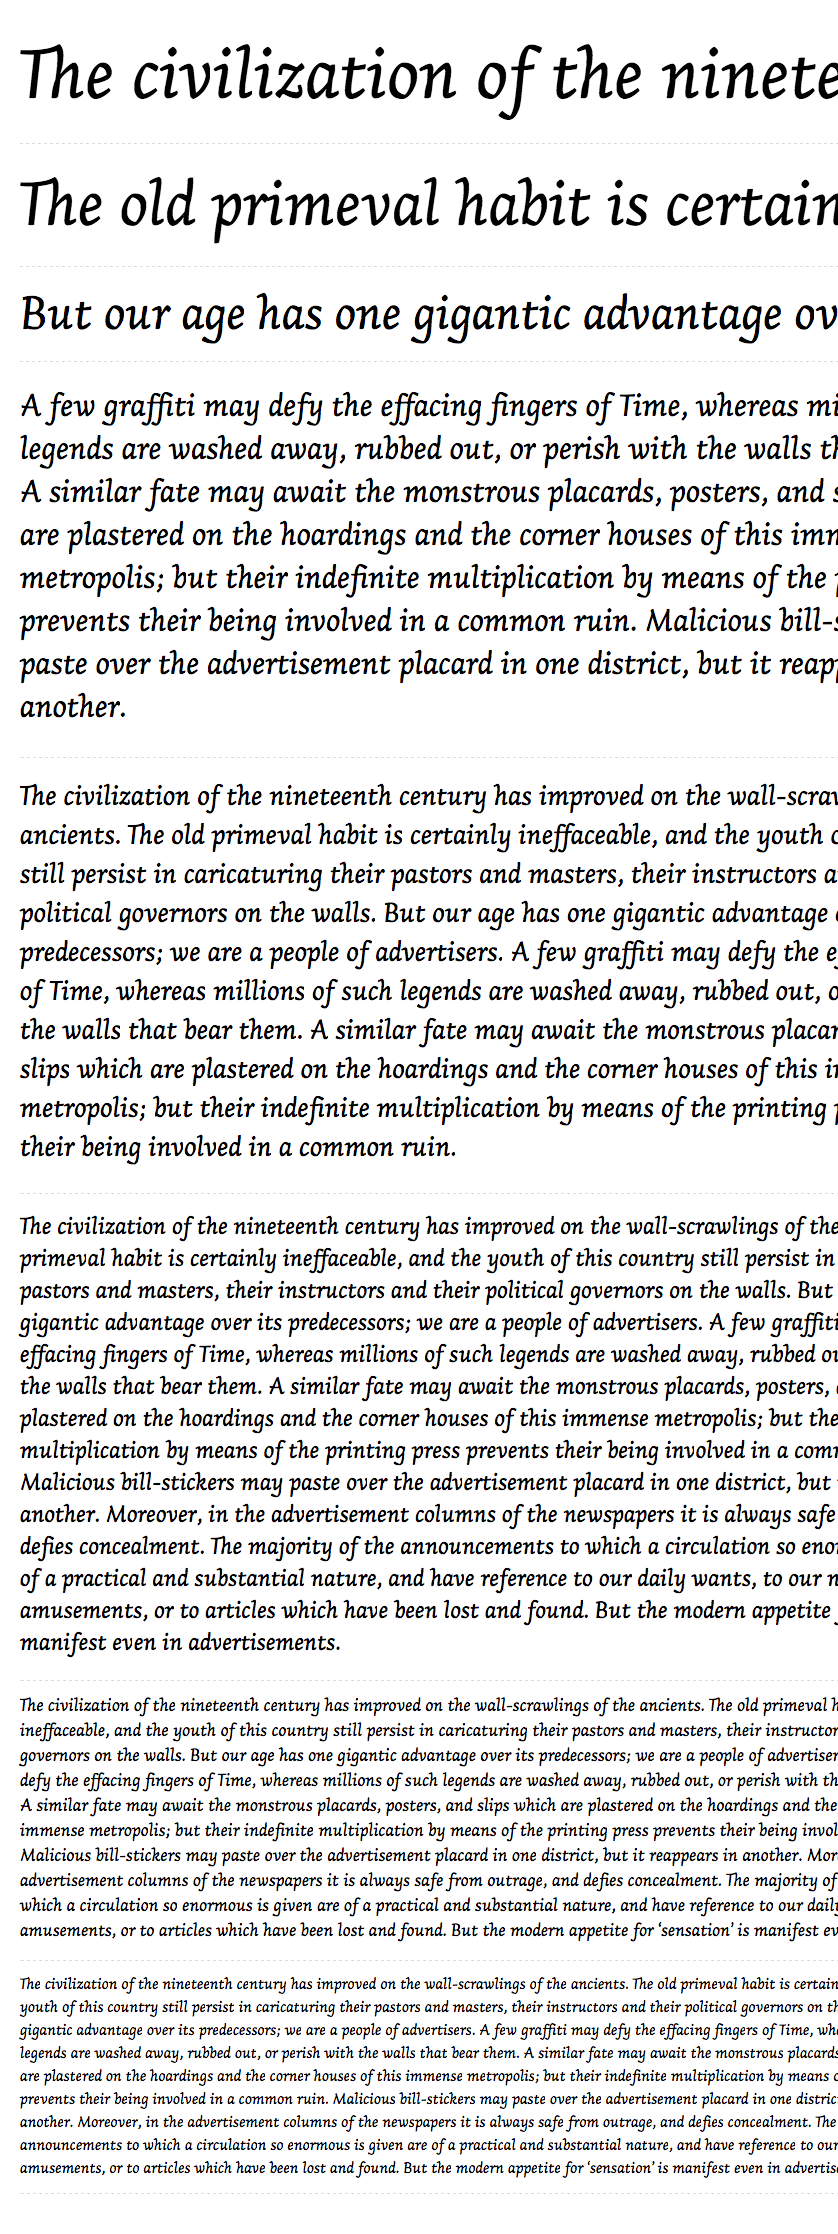 The civilization of the ninete
The old primeval habit is certain
But our age has one gigantic advantage ov
A few graffiti may defy the effacing fingers of Time, whereas mi
legends are washed away, rubbed out, or perish with the walls th
A similar fate may await the monstrous placards, posters, and s
are plastered on the hoardings and the corner houses of this imm
metropolis; but their indefinite multiplication by means of the p
prevents their being involved in a common ruin. Malicious bill-s
paste over the advertisement placard in one district, but it reapp
another.
The civilization of the nineteenth century has improved on the wall-scraw
ancients. The old primeval habit is certainly ineffaceable, and the youth o
still persist in caricaturing their pastors and masters, their instructors a
political governors on the walls. But our age has one gigantic advantage o
predecessors; we are a people of advertisers. A few graffiti may defy the ef
of Time, whereas millions of such legends are washed away, rubbed out, o
the walls that bear them. A similar fate may await the monstrous placar
slips which are plastered on the hoardings and the corner houses of this im
metropolis; but their indefinite multiplication by means of the printing p
their being involved in a common ruin.
The civilization of the nineteenth century has improved on the wall-scrawlings of the
primeval habit is certainly ineffaceable, and the youth of this country still persist in
pastors and masters, their instructors and their political governors on the walls. But
gigantic advantage over its predecessors; we are a people of advertisers. A few graffiti
effacing fingers of Time, whereas millions of such legends are washed away, rubbed ou
the walls that bear them. A similar fate may await the monstrous placards, posters,
plastered on the hoardings and the corner houses of this immense metropolis; but the
multiplication by means of the printing press prevents their being involved in a comm
Malicious bill-stickers may paste over the advertisement placard in one district, but
another. Moreover, in the advertisement columns of the newspapers it is always safe
defies concealment. The majority of the announcements to which a circulation so enor
of a practical and substantial nature, and have reference to our daily wants, to our n
amusements, or to articles which have been lost and found. But the modern appetite
manifest even in advertisements.
The civilization of the nineteenth century has improved on the wall-scrawlings of the ancients. The old primeval h
ineffaceable, and the youth of this country still persist in caricaturing their pastors and masters, their instructor
governors on the walls. But our age has one gigantic advantage over its predecessors; we are a people of advertiser
defy the effacing fingers of Time, whereas millions of such legends are washed away, rubbed out, or perish with th
A similar fate may await the monstrous placards, posters, and slips which are plastered on the hoardings and the
immense metropolis; but their indefinite multiplication by means of the printing press prevents their being invol
Malicious bill-stickers may paste over the advertisement placard in one district, but it reappears in another. More
advertisement columns of the newspapers it is always safe from outrage, and defies concealment. The majority of
which a circulation so enormous is given are of a practical and substantial nature, and have reference to our daily
amusements, or to articles which have been lost and found. But the modern appetite for ‘sensation’ is manifest ev
The civilization of the nineteenth century has improved on the wall-scrawlings of the ancients. The old primeval habit is certain
youth of this country still persist in caricaturing their pastors and masters, their instructors and their political governors on th
gigantic advantage over its predecessors; we are a people of advertisers. A few graffiti may defy the effacing fingers of Time, whe
legends are washed away, rubbed out, or perish with the walls that bear them. A similar fate may await the monstrous placards
are plastered on the hoardings and the corner houses of this immense metropolis; but their indefinite multiplication by means o
prevents their being involved in a common ruin. Malicious bill-stickers may paste over the advertisement placard in one distric
another. Moreover, in the advertisement columns of the newspapers it is always safe from outrage, and defies concealment. The
announcements to which a circulation so enormous is given are of a practical and substantial nature, and have reference to our
amusements, or to articles which have been lost and found. But the modern appetite for ‘sensation’ is manifest even in advertise